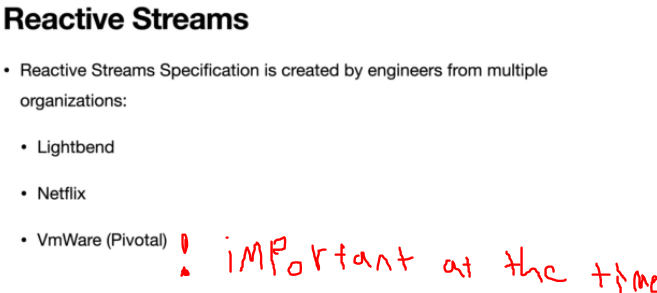 Reactive Streams
• Reactive Streams Specification is created by engineers from multiple
organizations:
• Lightbend
• Netflix
• VmWare (Pivotal) ! important at the time